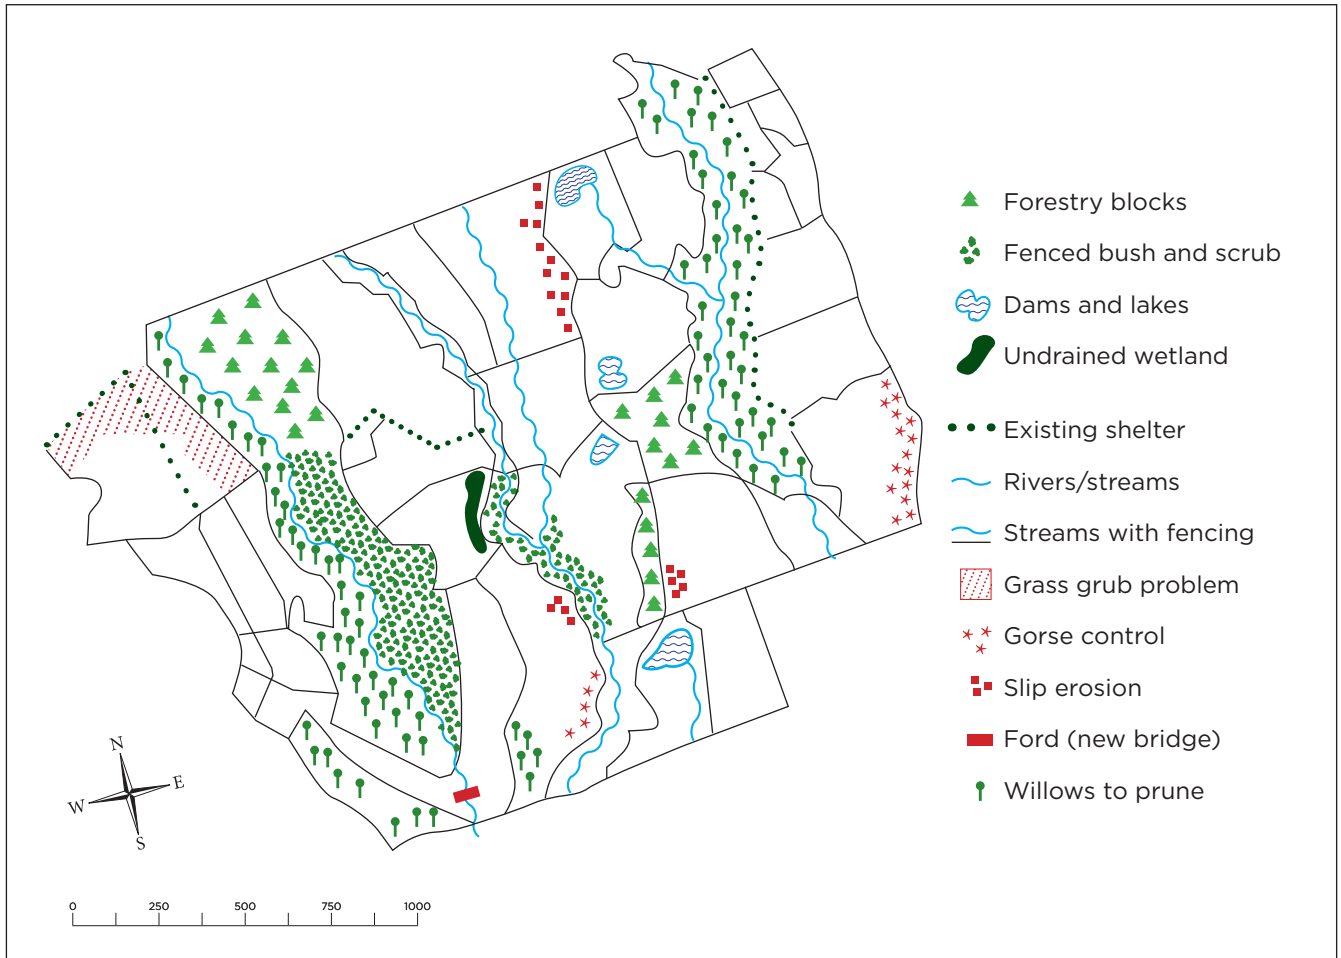 Forestry blocks
Fenced bush and scrub
Dams and lakes
Undrained wetland
Existing shelter
Rivers/streams
Streams with fencing
Grass grub problem
Gorse control
Slip erosion
Ford (new bridge)
Willows to prune
N
W E
S
0 250 500 750 1000